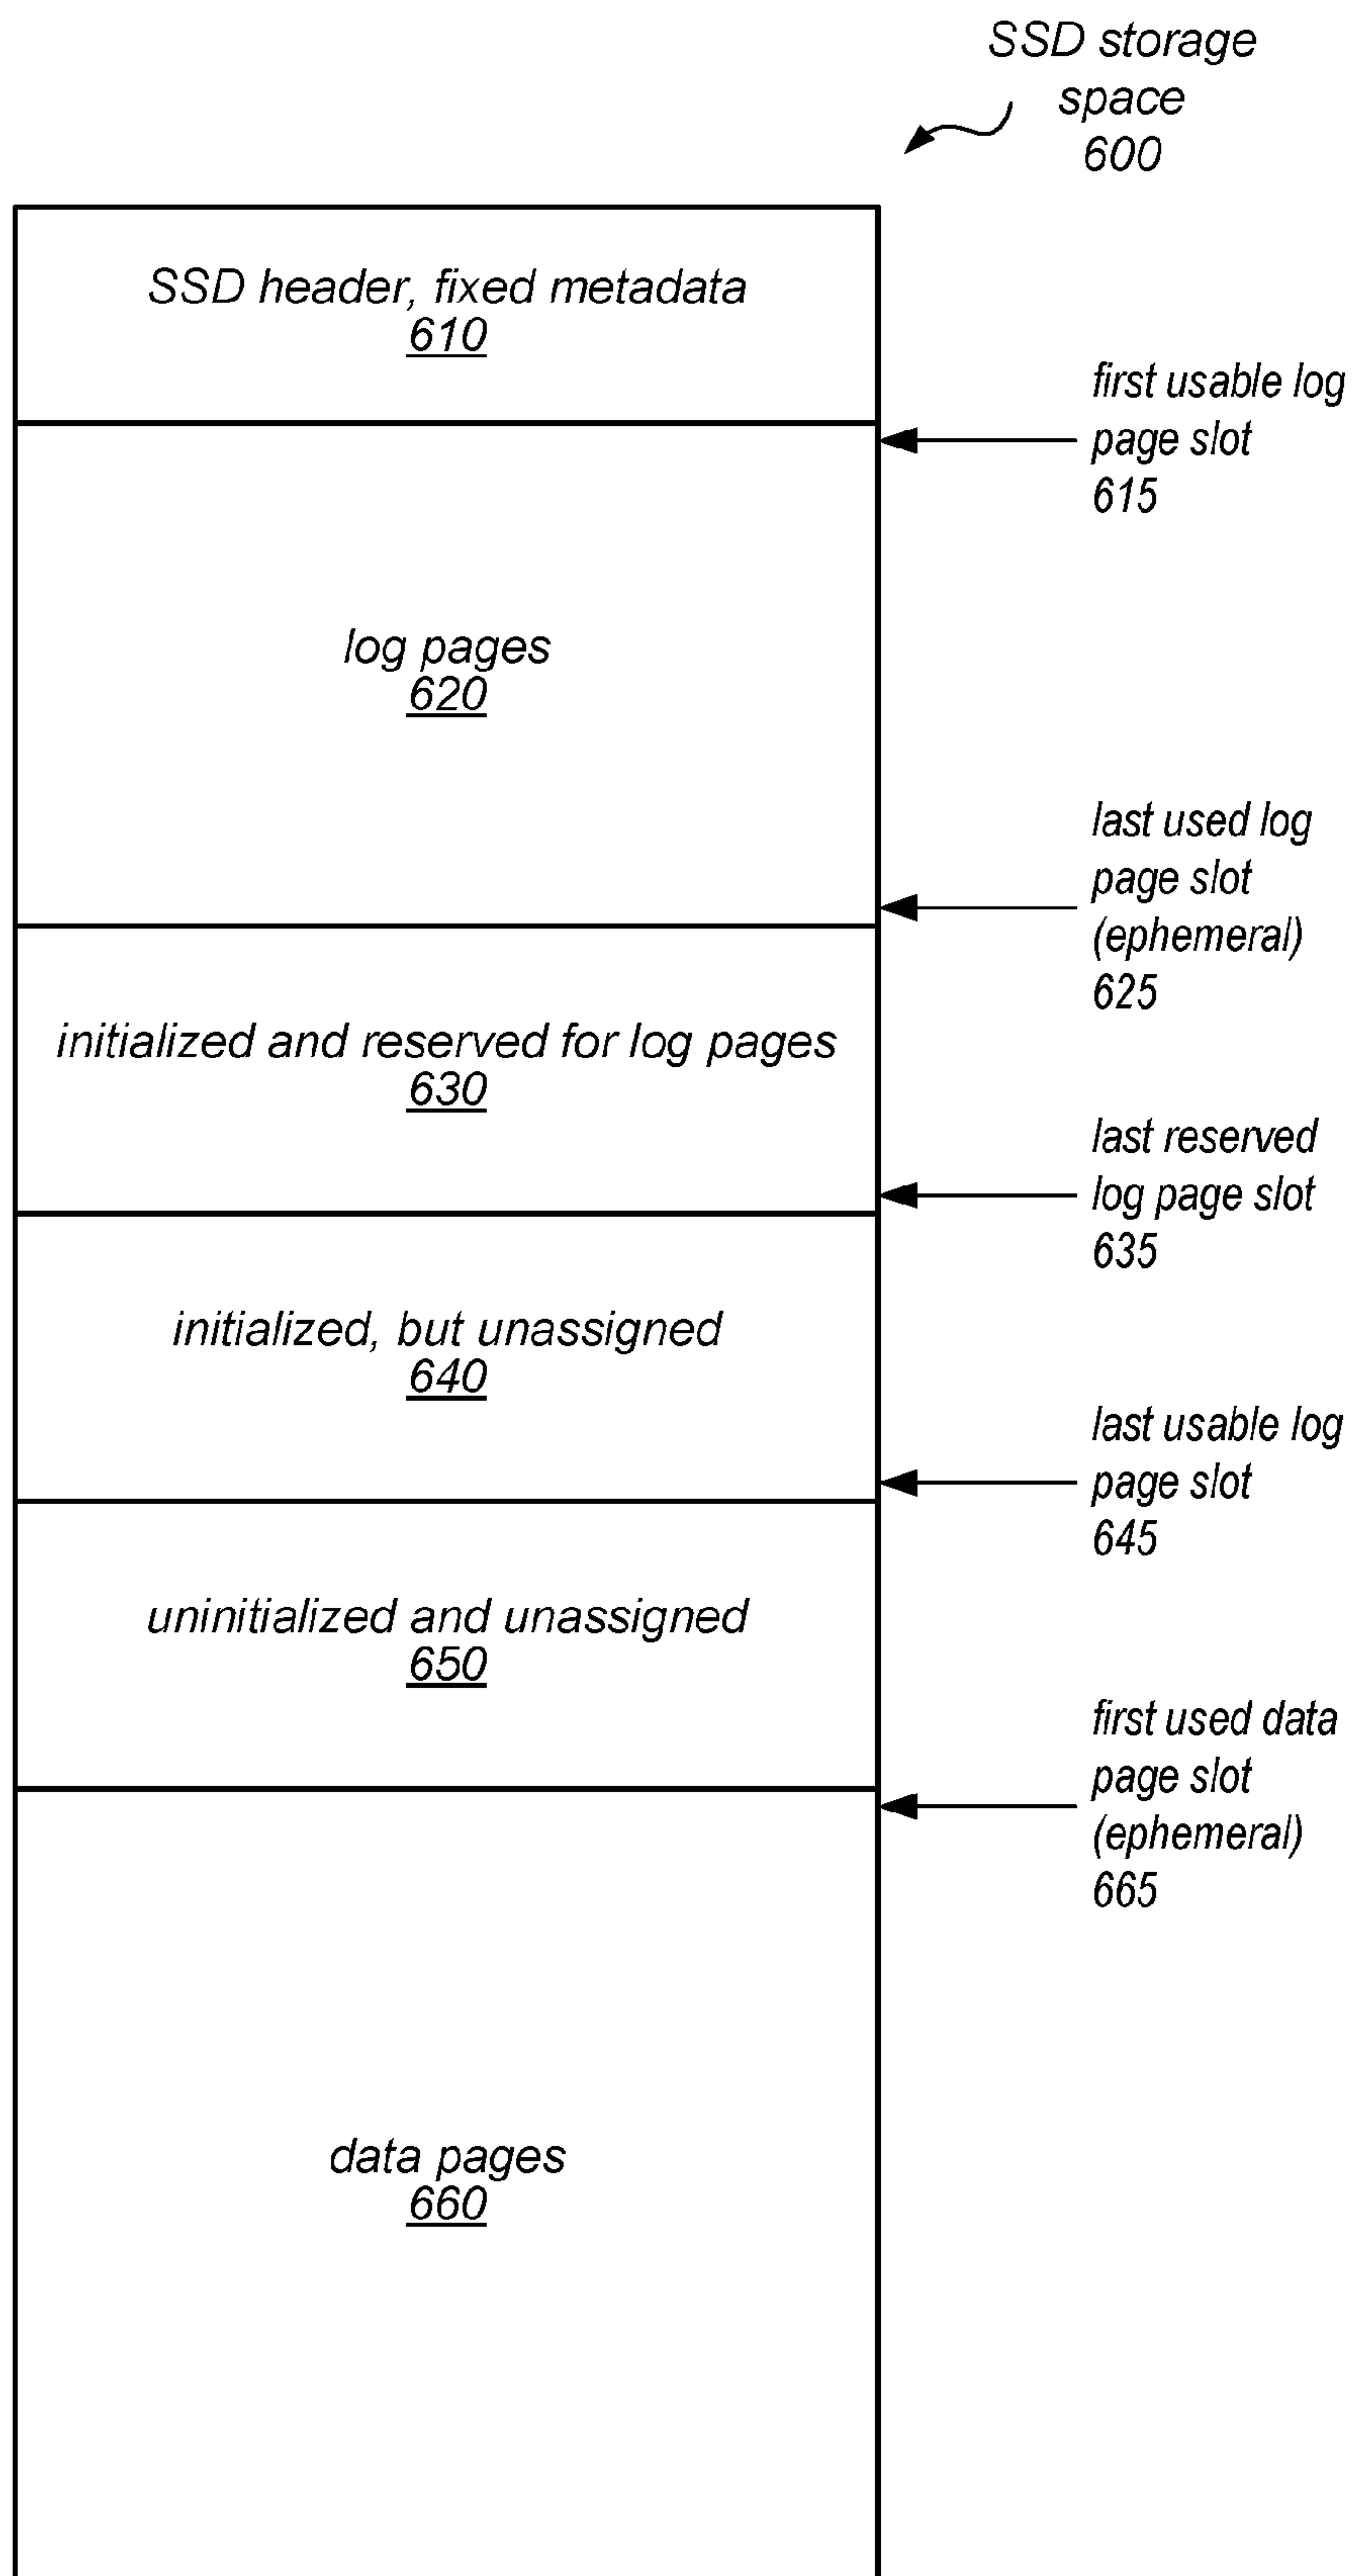 SSD storage
space
600
SSD header, fixed metadata
610
first usable log
page slot
615
log pages
620
last used log
page slot
(ephemeral)
625
initialized and reserved for log pages
630
last reserved
log page slot
635
initialized, but unassigned
640
last usable log
page slot
645
uninitialized and unassigned
650
first used data
page slot
(ephemeral)
665
data pages
660